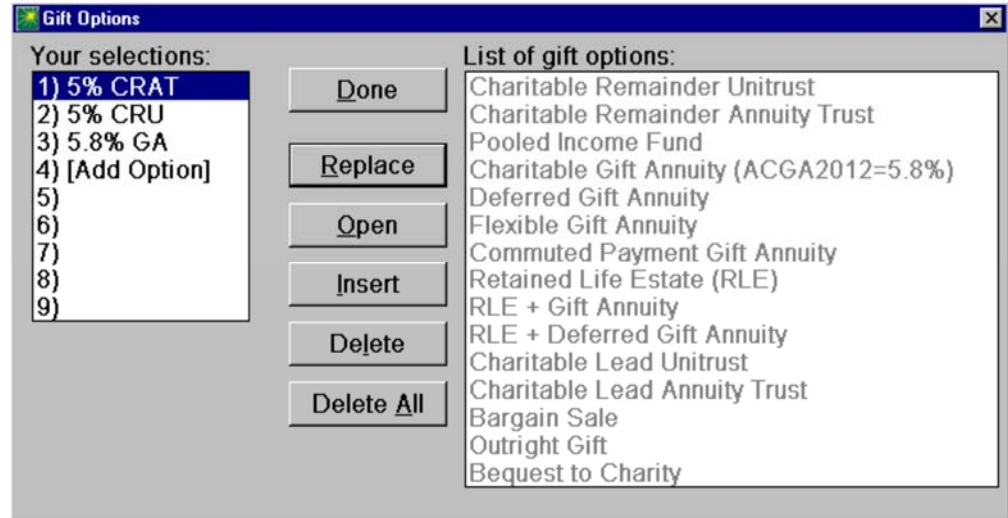 Gift Options
Your selections:
1) 5% CRAT
2) 5% CRU
3) 5.8% GA
4) [Add Option]
5)
6)
7)
8)
9)
Done
Replace
Open
Insert
Delete
Delete All
List of gift options:
Charitable Remainder Unitrust
Charitable Remainder Annuity Trust
Pooled Income Fund
Charitable Gift Annuity (ACGA2012=5.8%)
Deferred Gift Annuity
Flexible Gift Annuity
Commuted Payment Gift Annuity
Retained Life Estate (RLE)
RLE + Gift Annuity
RLE + Deferred Gift Annuity
Charitable Lead Unitrust
Charitable Lead Annuity Trust
Bargain Sale
Outright Gift
Bequest to Charity